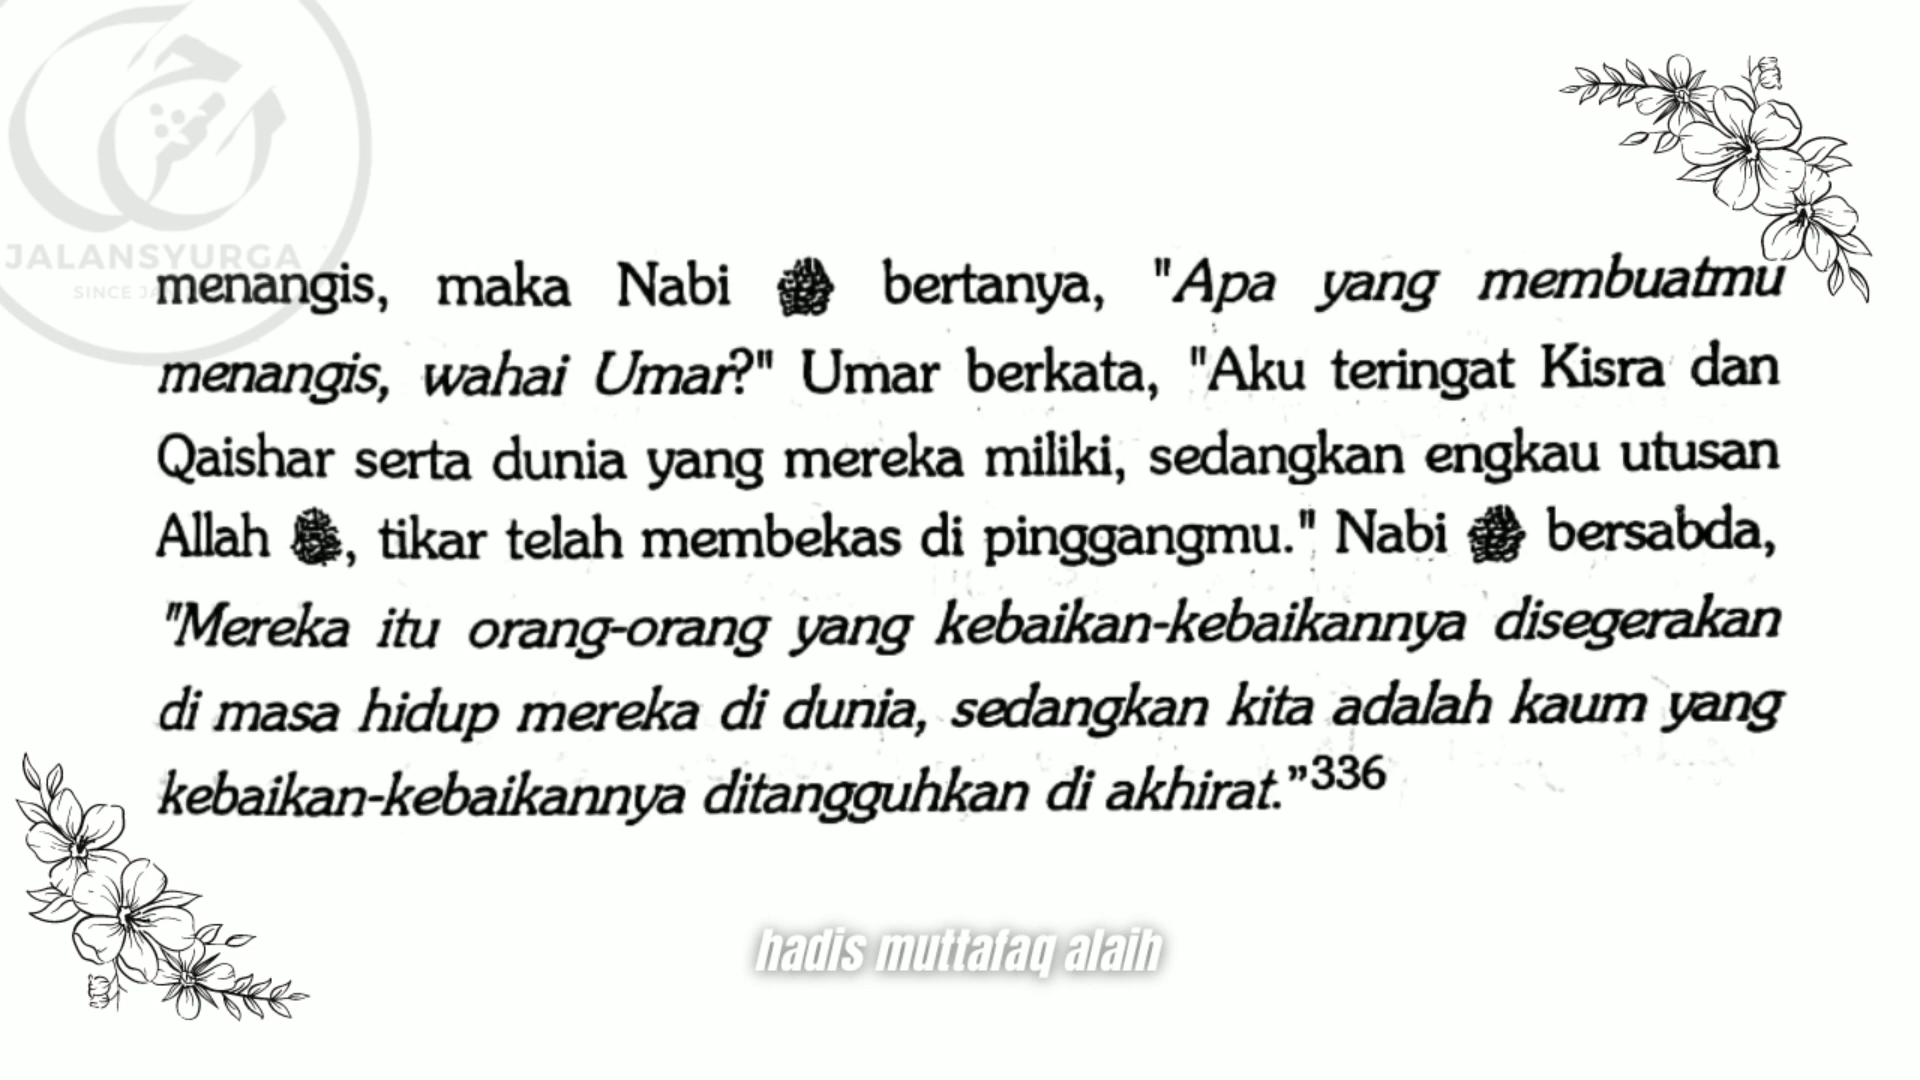 JALANSYURGA
menangis, maka Nabi ﷺ bertanya, "Apa yang membuatmu
menangis, wahai Umar?" Umar berkata, "Aku teringat Kisra dan
Qaishar serta dunia yang mereka miliki, sedangkan engkau utusan
Allah ﷺ, tikar telah membekas di pinggangmu." Nabi ﷺ bersabda,
"Mereka itu orang-orang yang kebaikan-kebaikannya disegerakan
di masa hidup mereka di dunia, sedangkan kita adalah kaum yang
kebaikan-kebaikannya ditangguhkan di akhirat.”336
hadis muttafaq alaih